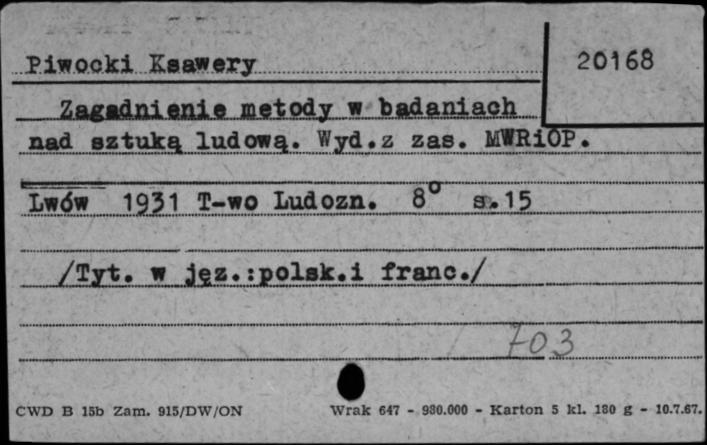 Piwocki Ksawery
20168
Zagadnienie metody w badaniach
nad sztuką ludową. Wyd.z zas. MWRiOP.
Lwów 1931 T-wo Ludozn. 8° s.15
/Tyt. w jęz.:polsk.i franc./
703
CWD B 15b Zam. 915/DW/ON
Wrak 647 - 930.000 - Karton 5 kl. 180 g - 10.7.67.